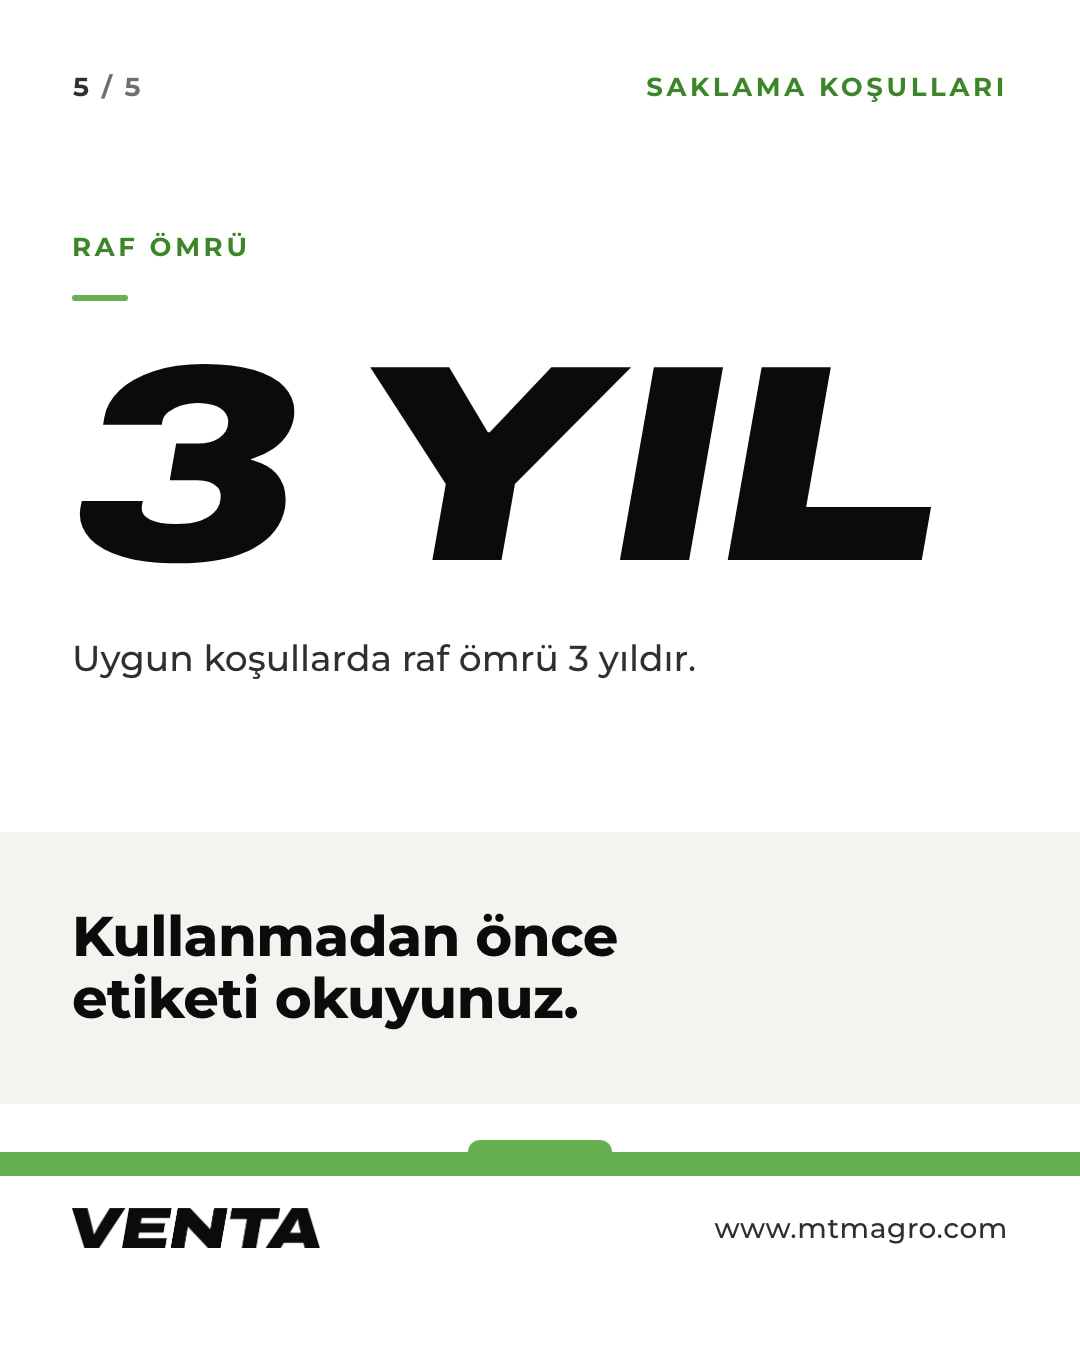 5 / 5
SAKLAMA KOŞULLARI
RAF ÖMRÜ
3 YIL
Uygun koşullarda raf ömrü 3 yıldır.
Kullanmadan önce
etiketi okuyunuz.
VENTA
www.mtmagro.com